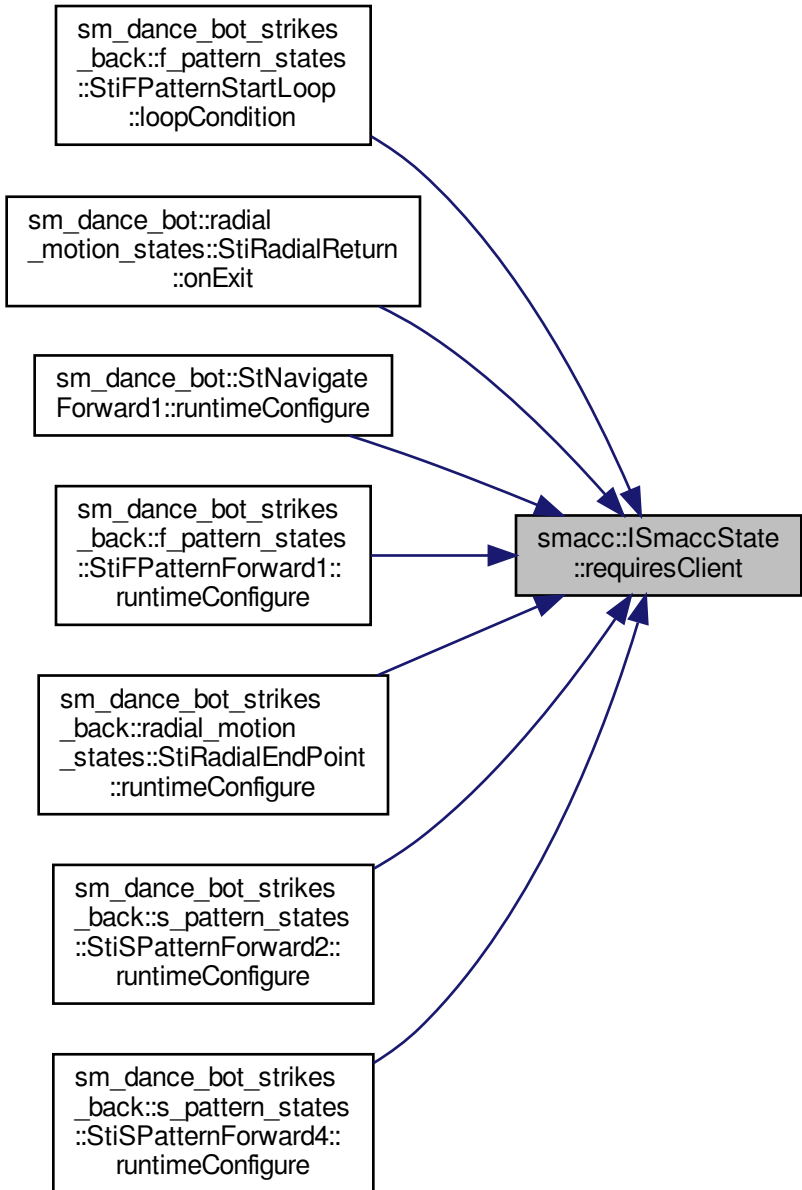 sm_dance_bot_strikes
_back::f_pattern_states
::StiFPatternStartLoop
::loopCondition
sm_dance_bot::radial
_motion_states::StiRadialReturn
::onExit
sm_dance_bot::StNavigate
Forward1::runtimeConfigure
sm_dance_bot_strikes
_back::f_pattern_states
::StiFPatternForward1::
runtimeConfigure
smacc::ISmaccState
::requiresClient
sm_dance_bot_strikes
_back::radial_motion
_states::StiRadialEndPoint
::runtimeConfigure
sm_dance_bot_strikes
_back::s_pattern_states
::StiSPatternForward2::
runtimeConfigure
sm_dance_bot_strikes
_back::s_pattern_states
::StiSPatternForward4::
runtimeConfigure